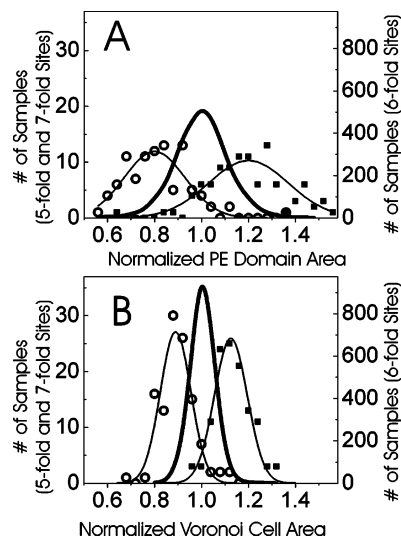 A
30
20
10
0
# of Samples
(5-fold and 7-fold Sites)
800
600
400
200
0
# of Samples (6-fold Sites)
0.6 0.8 1.0 1.2 1.4
Normalized PE Domain Area
B
30
20
10
0
# of Samples
(5-fold and 7-fold Sites)
800
600
400
200
0
# of Samples (6-fold Sites)
0.6 0.8 1.0 1.2 1.4
Normalized Voronoi Cell Area